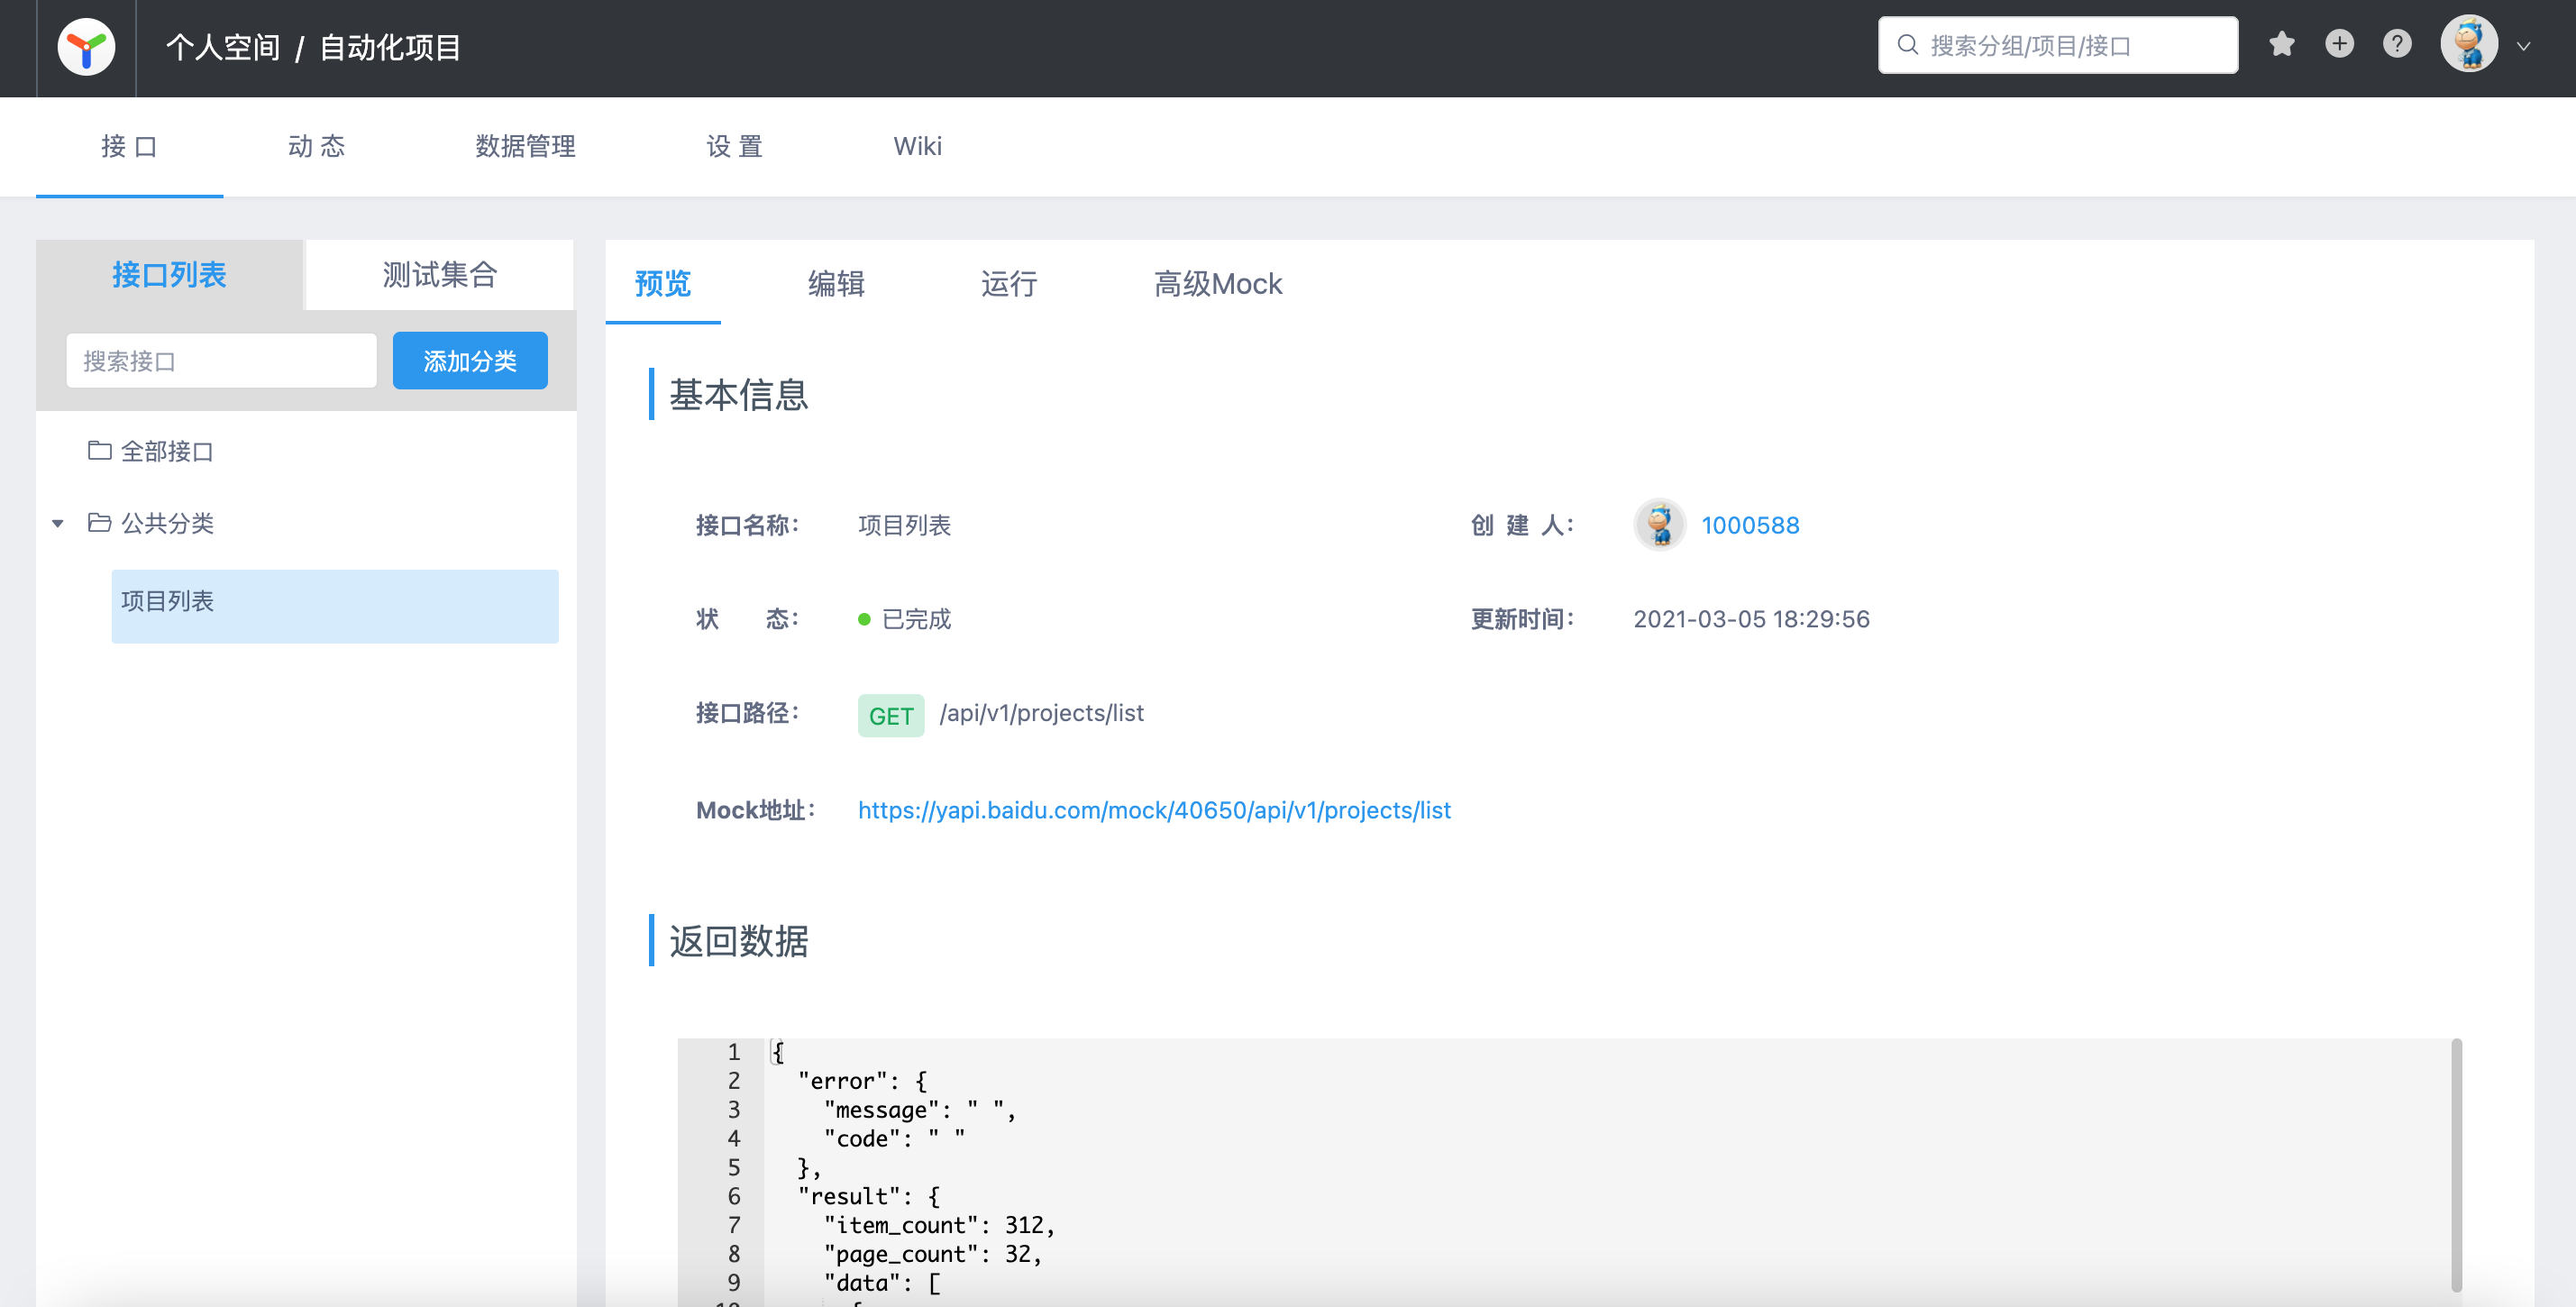 个人空间 / 自动化项目
搜索分组/项目/接口
接 口
动 态
数据管理
设 置
Wiki
接口列表
测试集合
搜索接口
添加分类
全部接口
公共分类
项目列表
预览
编辑
运行
高级Mock
基本信息
接口名称： 项目列表
创 建 人： 1000588
状 态： 已完成
更新时间： 2021-03-05 18:29:56
接口路径： GET /api/v1/projects/list
Mock地址： https://yapi.baidu.com/mock/40650/api/v1/projects/list
返回数据
1 {
2 "error": {
3 "message": " ",
4 "code": " "
5 },
6 "result": {
7 "item_count": 312,
8 "page_count": 32,
9 "data": [